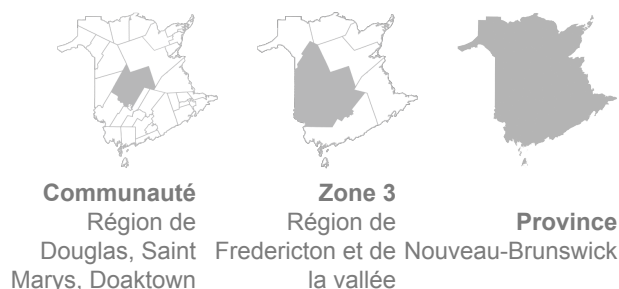 Communauté
Région de
Douglas, Saint
Marys, Doaktown
Zone 3
Région de
Fredericton et de
la vallée
Province
Nouveau-Brunswick